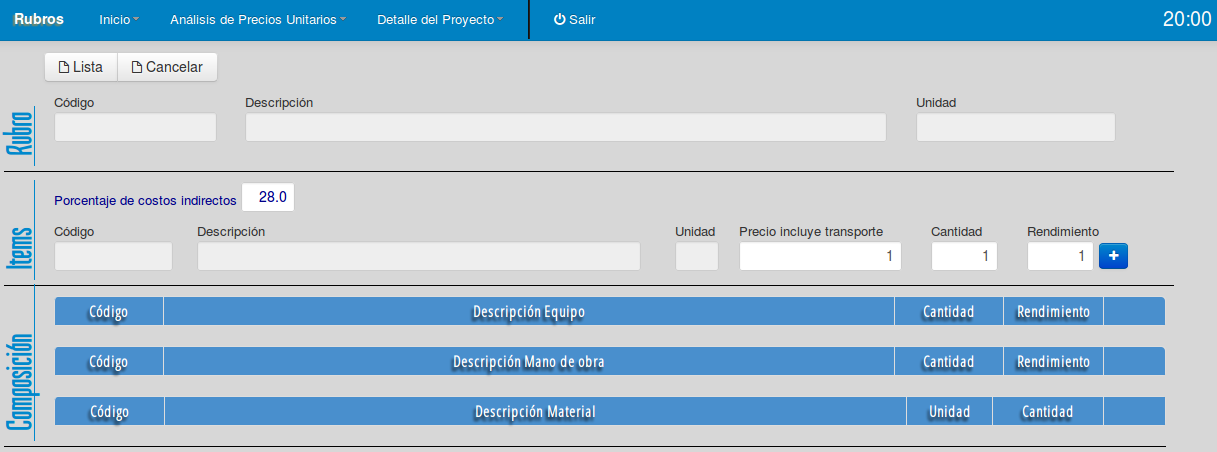 Rubros Inicio Análisis de Precios Unitarios Detalle del Proyecto Salir 20:00
Lista Cancelar
Rubro
Código Descripción Unidad
Items
Porcentaje de costos indirectos 28.0
Código Descripción Unidad Precio incluye transporte Cantidad Rendimiento
1 1 1 +
Composición
Código Descripción Equipo Cantidad Rendimiento
Código Descripción Mano de obra Cantidad Rendimiento
Código Descripción Material Unidad Cantidad